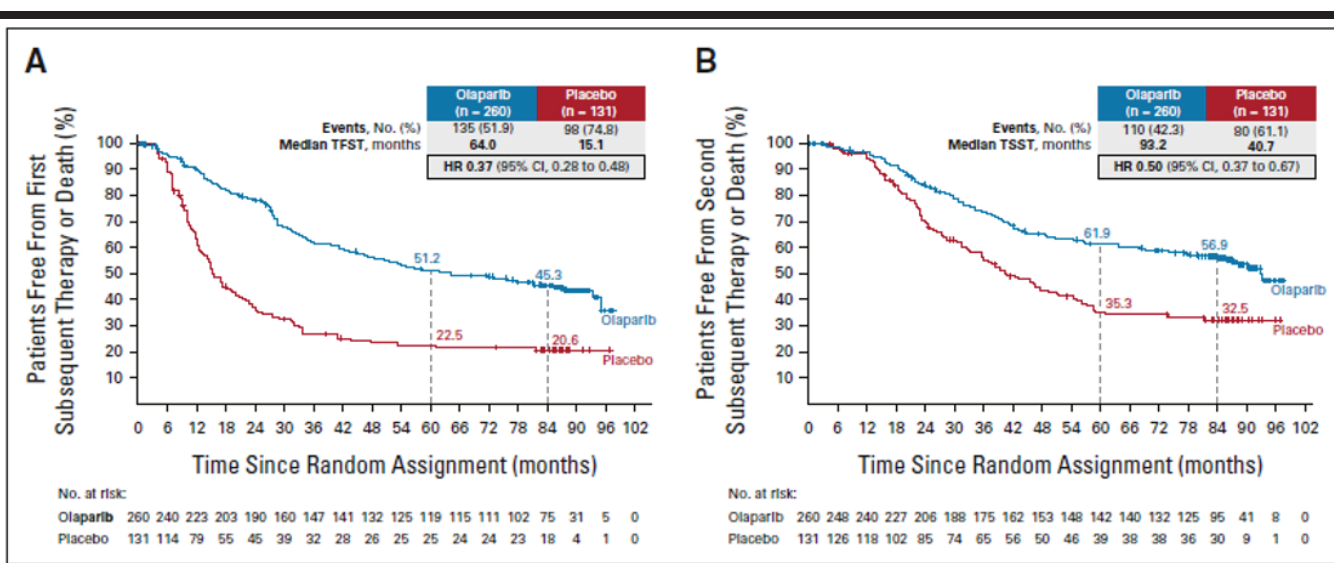 A
Olaparib
(n – 260)
Placebo
(n – 131)
Events, No. (%) 135 (51.9) 98 (74.8)
Median TFST, months 64.0 15.1
HR 0.37 (95% CI, 0.28 to 0.48)
Patients Free From First
Subsequent Therapy or Death (%)
100
90
80
70
60
50
40
30
20
10
51.2
45.3
Olaparib
22.5
20.6
Placebo
0 6 12 18 24 30 36 42 48 54 60 66 72 78 84 90 96 102
Time Since Random Assignment (months)
No. at risk:
Olaparib 260 240 223 203 190 160 147 141 132 125 119 115 111 102 75 31 5 0
Placebo 131 114 79 55 45 39 32 28 26 25 25 24 24 23 18 4 1 0
B
Olaparib
(n – 260)
Placebo
(n – 131)
Events, No. (%) 110 (42.3) 80 (61.1)
Median TSST, months 93.2 40.7
HR 0.50 (95% CI, 0.37 to 0.67)
Patients Free From Second
Subsequent Therapy or Death (%)
100
90
80
70
60
50
40
30
20
10
61.9
56.9
Olaparib
35.3
32.5
Placebo
0 6 12 18 24 30 36 42 48 54 60 66 72 78 84 90 96 102
Time Since Random Assignment (months)
No. at risk:
Olaparib 260 248 240 227 206 188 175 162 153 148 142 140 132 125 95 41 8 0
Placebo 131 126 118 102 85 74 65 56 50 46 39 38 38 36 30 9 1 0